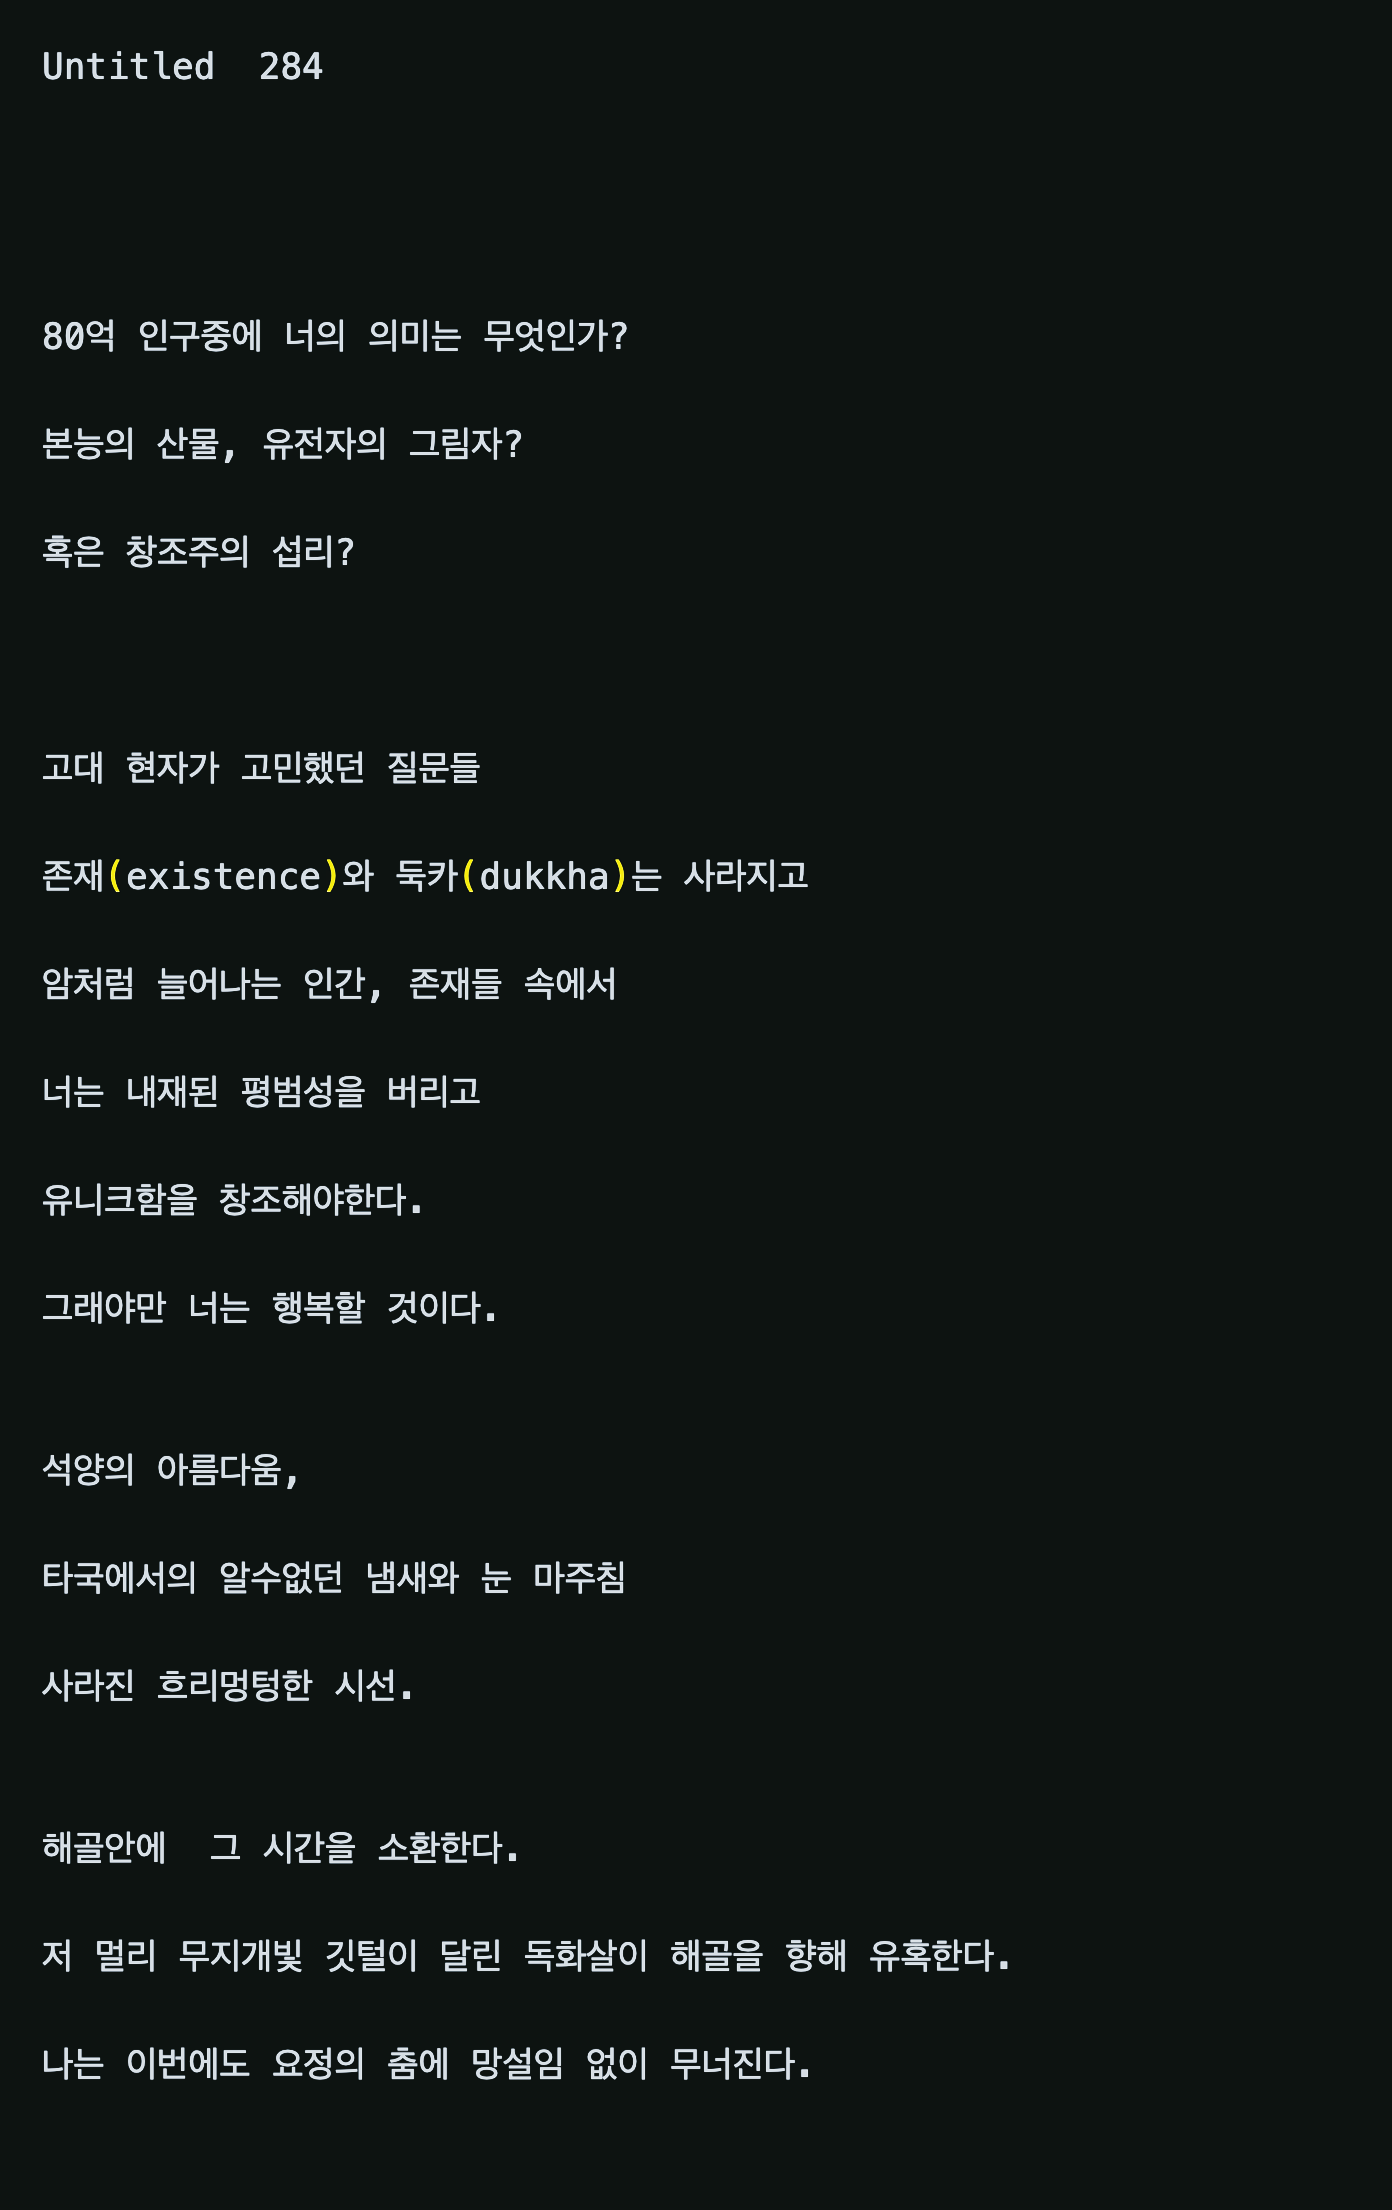 Untitled  284
80억 인구중에 너의 의미는 무엇인가?
본능의 산물, 유전자의 그림자?
혹은 창조주의 섭리?
고대 현자가 고민했던 질문들
존재(existence)와 둑카(dukkha)는 사라지고
암처럼 늘어나는 인간, 존재들 속에서
너는 내재된 평범성을 버리고
유니크함을 창조해야한다.
그래야만 너는 행복할 것이다.
석양의 아름다움,
타국에서의 알수없던 냄새와 눈 마주침
사라진 흐리멍텅한 시선.
해골안에  그 시간을 소환한다.
저 멀리 무지개빛 깃털이 달린 독화살이 해골을 향해 유혹한다.
나는 이번에도 요정의 춤에 망설임 없이 무너진다.